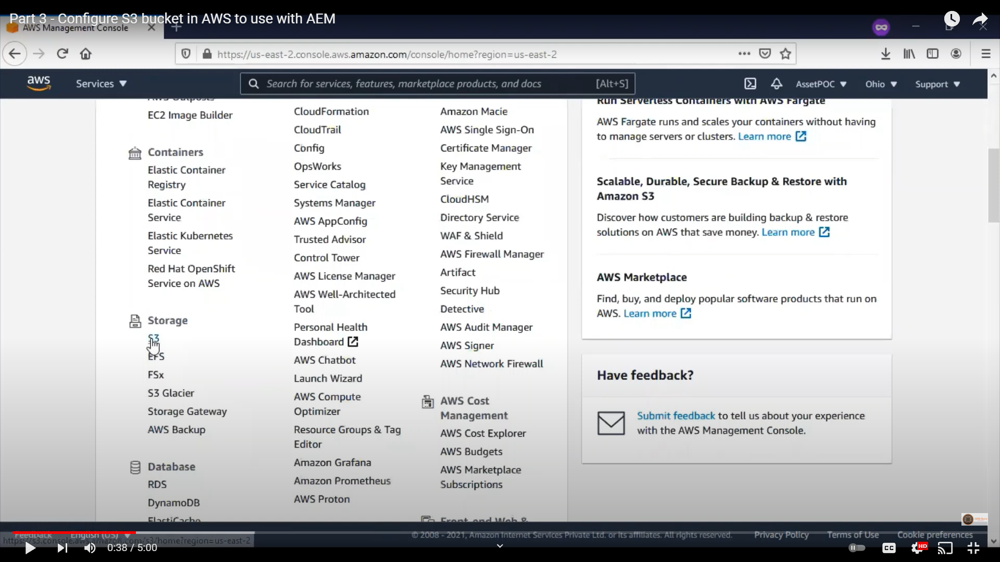 Part 3 - Configure S3 bucket in AWS to use with AEM
AWS Management Console
https://us-east-2.console.aws.amazon.com/console/home?region=us-east-2
aws
Services
Search for services, features, marketplace products, and docs [Alt+S]
AssetPOC
Ohio
Support
AWS Outposts
EC2 Image Builder
Containers
Elastic Container
Registry
Elastic Container
Service
Elastic Kubernetes
Service
Red Hat OpenShift
Service on AWS
Storage
S3
EFS
FSx
S3 Glacier
Storage Gateway
AWS Backup
Database
RDS
DynamoDB
ElastiCache
CloudFormation
CloudTrail
Config
OpsWorks
Service Catalog
Systems Manager
AWS AppConfig
Trusted Advisor
Control Tower
AWS License Manager
AWS Well-Architected
Tool
Personal Health
Dashboard
AWS Chatbot
Launch Wizard
AWS Compute
Optimizer
Resource Groups & Tag
Editor
Amazon Grafana
Amazon Prometheus
AWS Proton
Amazon Macie
AWS Single Sign-On
Certificate Manager
Key Management
Service
CloudHSM
Directory Service
WAF & Shield
AWS Firewall Manager
Artifact
Security Hub
Detective
AWS Audit Manager
AWS Signer
AWS Network Firewall
AWS Cost
Management
AWS Cost Explorer
AWS Budgets
AWS Marketplace
Subscriptions
Front-end Web &
Run Serverless Containers with AWS Fargate
AWS Fargate runs and scales your containers without having
to manage servers or clusters. Learn more
Scalable, Durable, Secure Backup & Restore with
Amazon S3
Discover how customers are building backup & restore
solutions on AWS that save money. Learn more
AWS Marketplace
Find, buy, and deploy popular software products that run on
AWS. Learn more
Have feedback?
Submit feedback to tell us about your experience
with the AWS Management Console.
Feedback English (US)
© 2008 - 2021, Amazon Internet Services Private Ltd. or its affiliates. All rights reserved. Privacy Policy Terms of Use Cookie preferences
https://s3.console.aws.amazon.com/s3/home?region=us-east-2
0:38 / 5:00
CC
HD